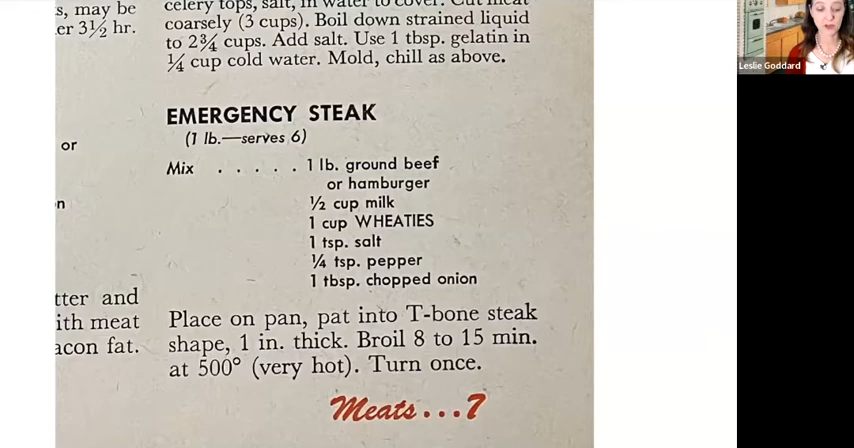 s, may be
er 3½ hr.
or
n
tter and
ith meat
acon fat.
celery tops, salt, in water to cover. Cut meat
coarsely (3 cups). Boil down strained liquid
to 2¾ cups. Add salt. Use 1 tbsp. gelatin in
¼ cup cold water. Mold, chill as above.
EMERGENCY STEAK
(1 lb.—serves 6)
Mix . . . . . 1 lb. ground beef
or hamburger
½ cup milk
1 cup WHEATIES
1 tsp. salt
¼ tsp. pepper
1 tbsp. chopped onion
Place on pan, pat into T-bone steak
shape, 1 in. thick. Broil 8 to 15 min.
at 500° (very hot). Turn once.
Meats...7
Leslie Goddard